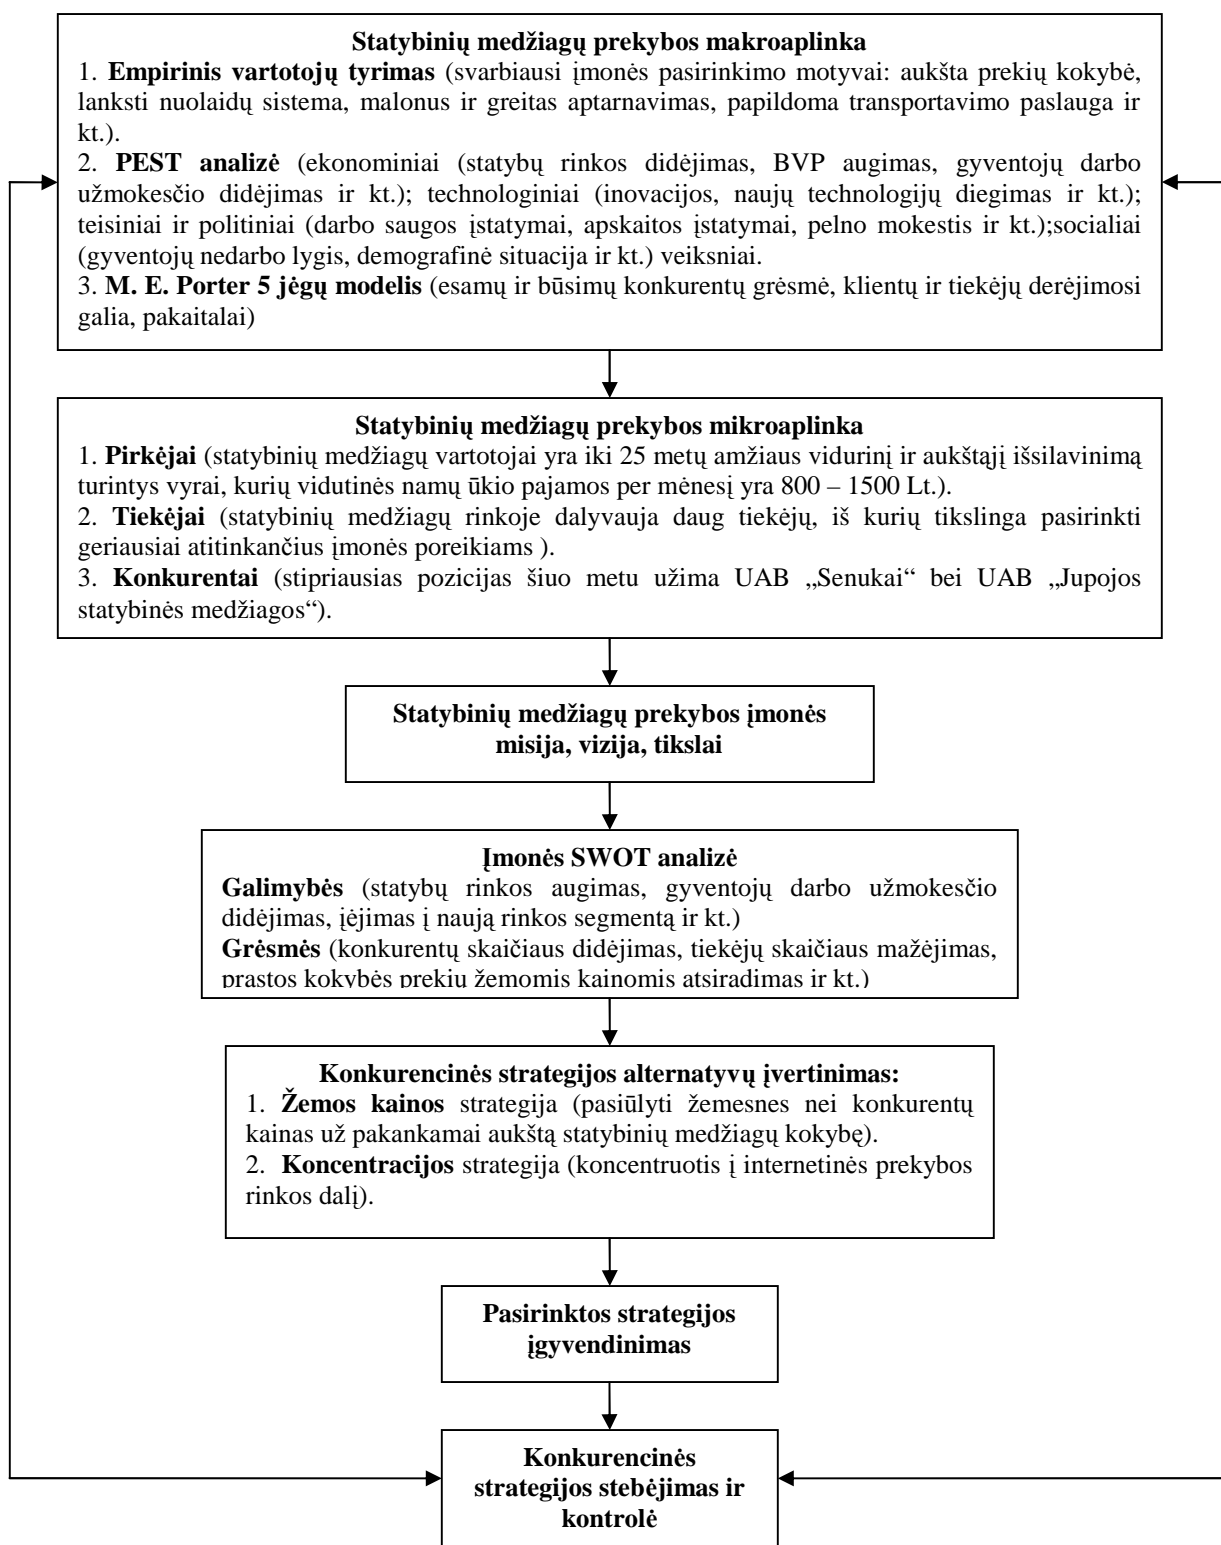 Statybinių medžiagų prekybos makroaplinka
1. Empirinis vartotojų tyrimas (svarbiausi įmonės pasirinkimo motyvai: aukšta prekių kokybė,
lanksti nuolaidų sistema, malonus ir greitas aptarnavimas, papildoma transportavimo paslauga ir
kt.).
2. PEST analizė (ekonominiai (statybų rinkos didėjimas, BVP augimas, gyventojų darbo
užmokesčio didėjimas ir kt.); technologiniai (inovacijos, naujų technologijų diegimas ir kt.);
teisiniai ir politiniai (darbo saugos įstatymai, apskaitos įstatymai, pelno mokestis ir kt.);socialiai
(gyventojų nedarbo lygis, demografinė situacija ir kt.) veiksniai.
3. M. E. Porter 5 jėgų modelis (esamų ir būsimų konkurentų grėsmė, klientų ir tiekėjų derėjimosi
galia, pakaitalai)
Statybinių medžiagų prekybos mikroaplinka
1. Pirkėjai (statybinių medžiagų vartotojai yra iki 25 metų amžiaus vidurinį ir aukštąjį išsilavinimą
turintys vyrai, kurių vidutinės namų ūkio pajamos per mėnesį yra 800 – 1500 Lt.).
2. Tiekėjai (statybinių medžiagų rinkoje dalyvauja daug tiekėjų, iš kurių tikslinga pasirinkti
geriausiai atitinkančius įmonės poreikiams ).
3. Konkurentai (stipriausias pozicijas šiuo metu užima UAB „Senukai“ bei UAB „Jupojos
statybinės medžiagos“).
Statybinių medžiagų prekybos įmonės
misija, vizija, tikslai
Įmonės SWOT analizė
Galimybės (statybų rinkos augimas, gyventojų darbo užmokesčio
didėjimas, įėjimas į naują rinkos segmentą ir kt.)
Grėsmės (konkurentų skaičiaus didėjimas, tiekėjų skaičiaus mažėjimas,
prastos kokybės prekių žemomis kainomis atsiradimas ir kt.)
Konkurencinės strategijos alternatyvų įvertinimas:
1. Žemos kainos strategija (pasiūlyti žemesnes nei konkurentų
kainas už pakankamai aukštą statybinių medžiagų kokybę).
2. Koncentracijos strategija (koncentruotis į internetinės prekybos
rinkos dalį).
Pasirinktos strategijos
įgyvendinimas
Konkurencinės
strategijos stebėjimas ir
kontrolė